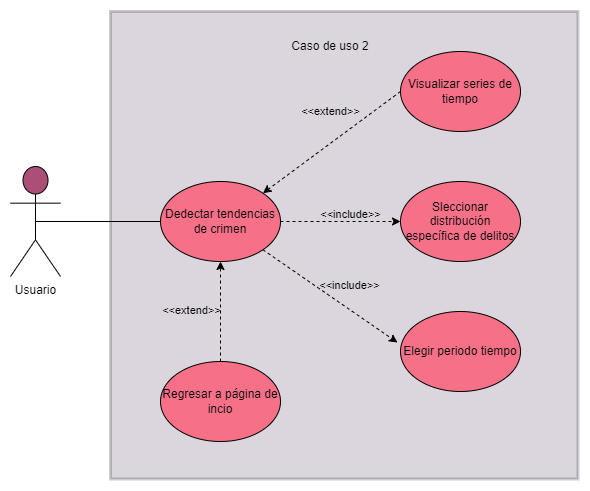 Caso de uso 2
Visualizar series de
tiempo
<<extend>>
Dedectar tendencias
de crimen
<<include>>
Sleccionar
distribución
específica de delitos
Usuario
<<include>>
<<extend>>
Elegir periodo tiempo
Regresar a página de
incio